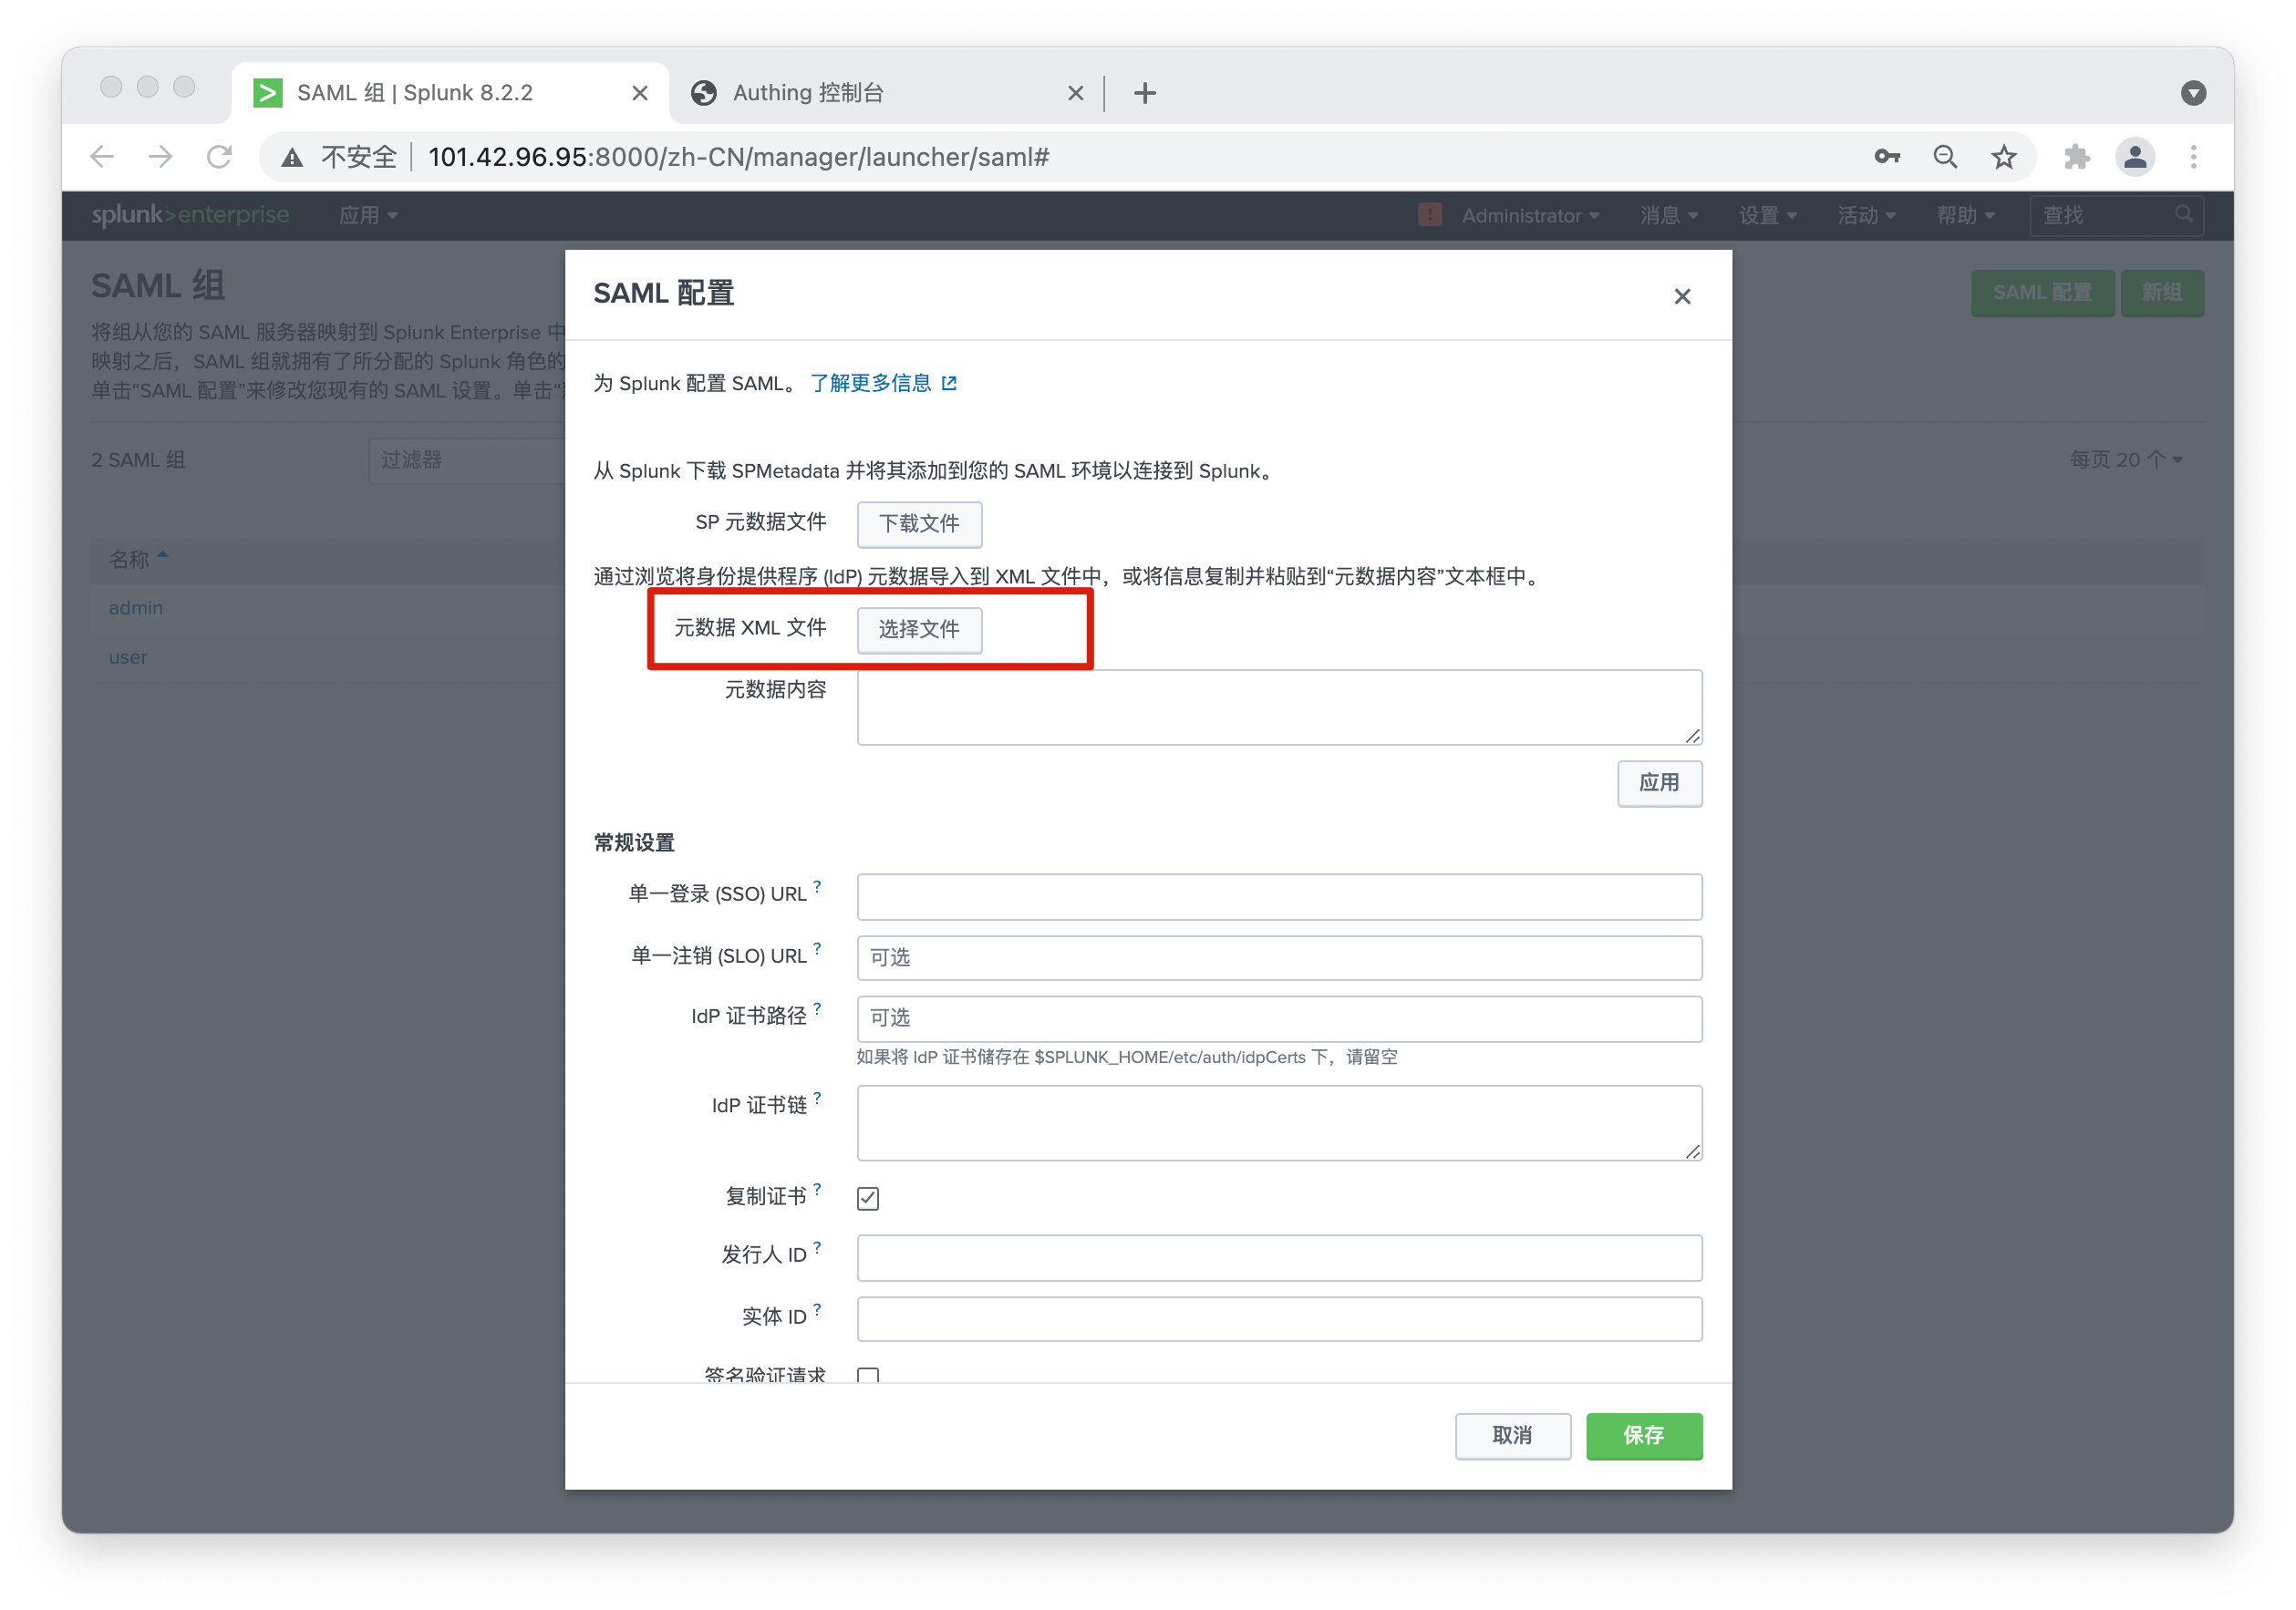 SAML 组 | Splunk 8.2.2
Authing 控制台
不安全 | 101.42.96.95:8000/zh-CN/manager/launcher/saml#
splunk>enterprise 应用
! Administrator 消息 设置 活动 帮助 查找
SAML 组
SAML 配置 新组
将组从您的 SAML 服务器映射到 Splunk Enterprise 中
映射之后，SAML 组就拥有了所分配的 Splunk 角色的
单击“SAML 配置”来修改您现有的 SAML 设置。单击“
2 SAML 组 过滤器 每页 20 个
名称
admin
user
SAML 配置
为 Splunk 配置 SAML。 了解更多信息
从 Splunk 下载 SPMetadata 并将其添加到您的 SAML 环境以连接到 Splunk。
SP 元数据文件 下载文件
通过浏览将身份提供程序 (IdP) 元数据导入到 XML 文件中，或将信息复制并粘贴到“元数据内容”文本框中。
元数据 XML 文件 选择文件
元数据内容
应用
常规设置
单一登录 (SSO) URL ?
单一注销 (SLO) URL ? 可选
IdP 证书路径 ? 可选
如果将 IdP 证书储存在 $SPLUNK_HOME/etc/auth/idpCerts 下，请留空
IdP 证书链 ?
复制证书 ?
发行人 ID ?
实体 ID ?
签名验证请求
取消 保存